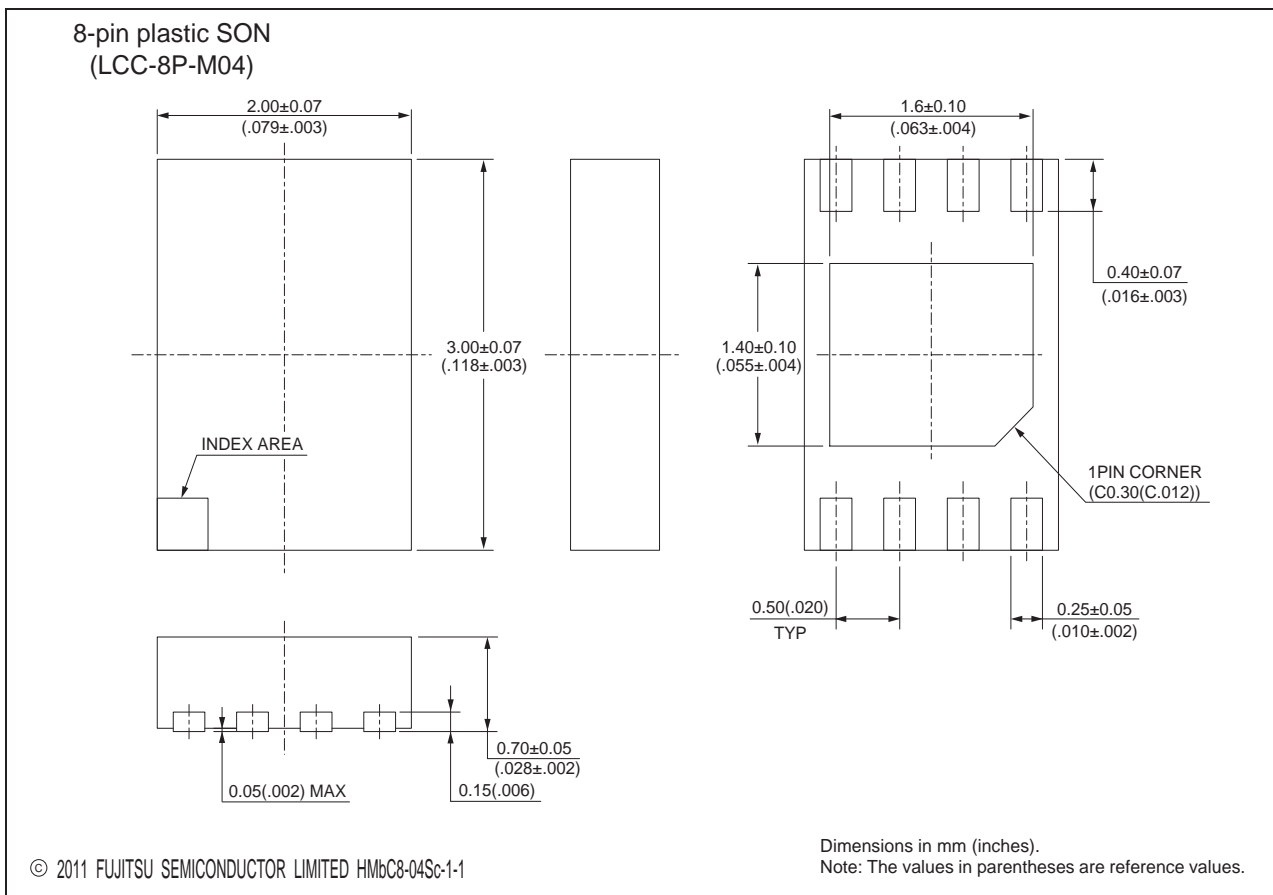 8-pin plastic SON
(LCC-8P-M04)
2.00±0.07
(.079±.003)
1.6±0.10
(.063±.004)
0.40±0.07
(.016±.003)
3.00±0.07
(.118±.003)
1.40±0.10
(.055±.004)
INDEX AREA
1PIN CORNER
(C0.30(C.012))
0.50(.020)
TYP
0.25±0.05
(.010±.002)
0.70±0.05
(.028±.002)
0.05(.002) MAX
0.15(.006)
© 2011 FUJITSU SEMICONDUCTOR LIMITED HMbC8-04Sc-1-1
Dimensions in mm (inches).
Note: The values in parentheses are reference values.